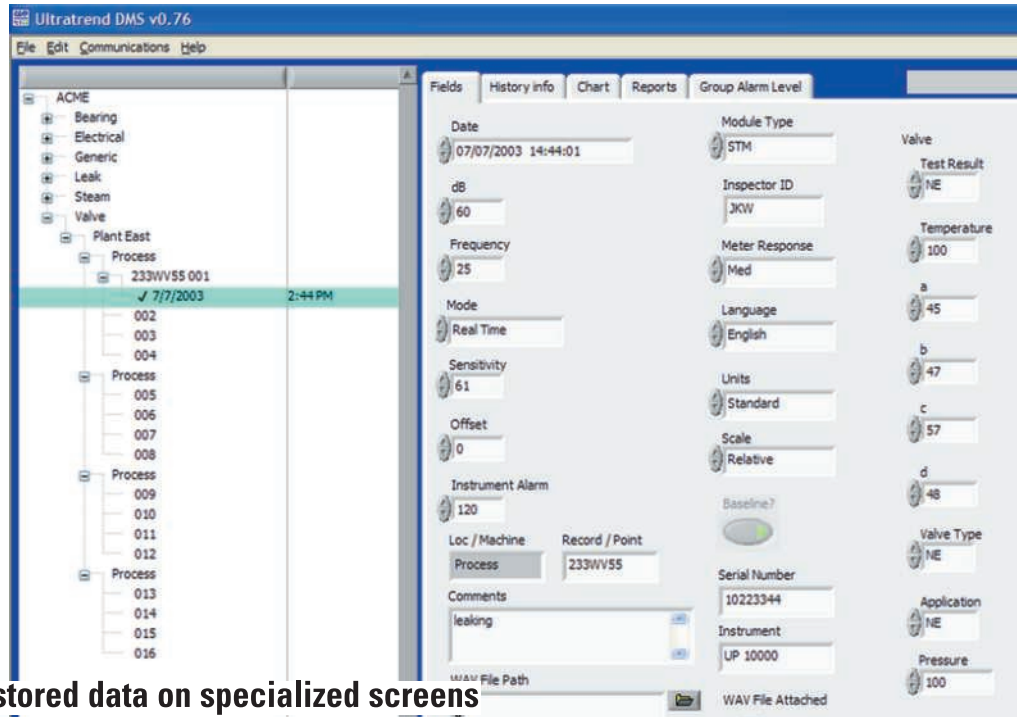 Ultratrend DMS v0.76
File Edit Communications Help
ACME
Bearing
Electrical
Generic
Leak
Steam
Valve
Plant East
Process
233WV55 001
✓ 7/7/2003 2:44 PM
002
003
004
Process
005
006
007
008
Process
009
010
011
012
Process
013
014
015
016
Fields History info Chart Reports Group Alarm Level
Date
07/07/2003 14:44:01
dB
60
Frequency
25
Mode
Real Time
Sensitivity
61
Offset
0
Instrument Alarm
120
Loc / Machine Record / Point
Process 233WV55
Comments
leaking
WAV File Path
Module Type
STM
Inspector ID
JKW
Meter Response
Med
Language
English
Units
Standard
Scale
Relative
Baseline?
Serial Number
10223344
Instrument
UP 10000
WAV File Attached
Valve
Test Result
NE
Temperature
100
a
45
b
47
c
57
d
48
Valve Type
NE
Application
NE
Pressure
100
stored data on specialized screens